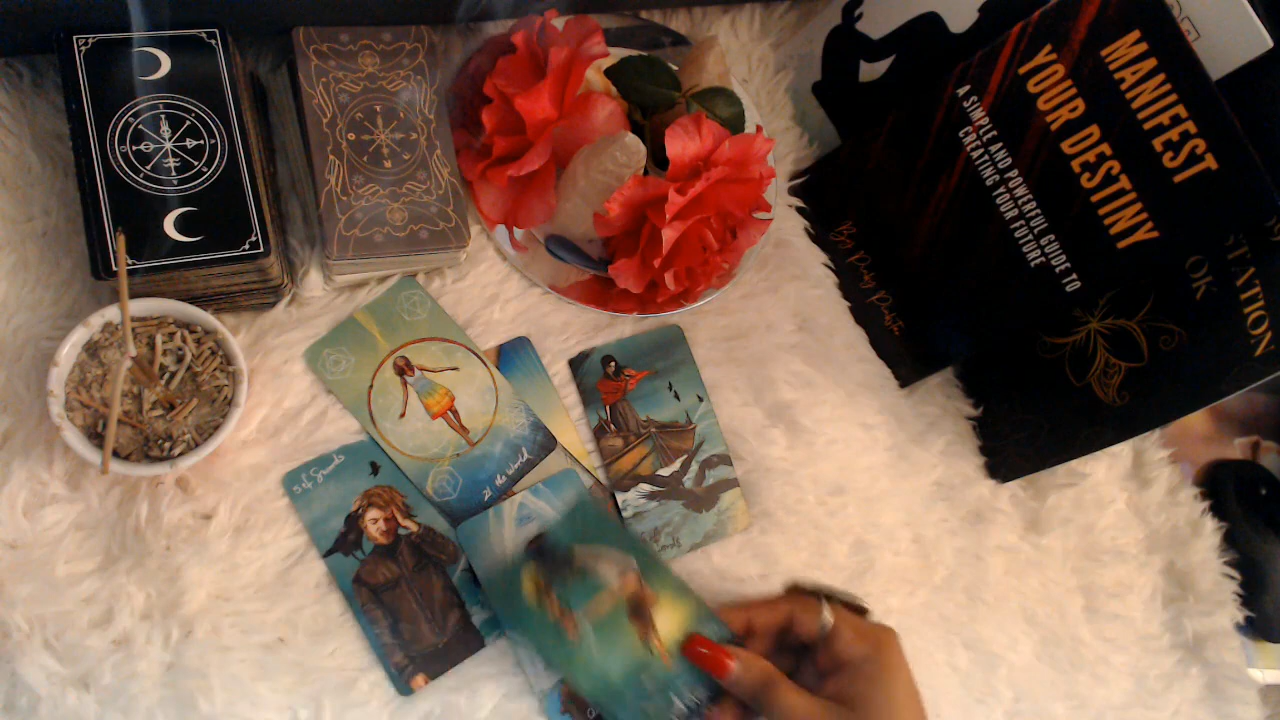 MANIFEST
YOUR DESTINY
A SIMPLE AND POWERFUL GUIDE TO
CREATING YOUR FUTURE
STATION
OK
21 the World
5 of Swords